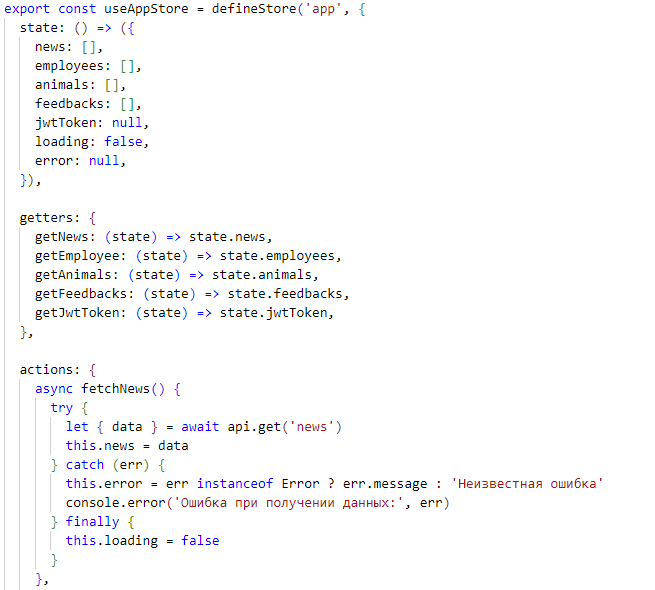 export const useAppStore = defineStore('app', {
  state: () => ({
    news: [],
    employees: [],
    animals: [],
    feedbacks: [],
    jwtToken: null,
    loading: false,
    error: null,
  }),

  getters: {
    getNews: (state) => state.news,
    getEmployee: (state) => state.employees,
    getAnimals: (state) => state.animals,
    getFeedbacks: (state) => state.feedbacks,
    getJwtToken: (state) => state.jwtToken,
  },

  actions: {
    async fetchNews() {
      try {
        let { data } = await api.get('news')
        this.news = data
      } catch (err) {
        this.error = err instanceof Error ? err.message : 'Неизвестная ошибка'
        console.error('Ошибка при получении данных:', err)
      } finally {
        this.loading = false
      }
    },